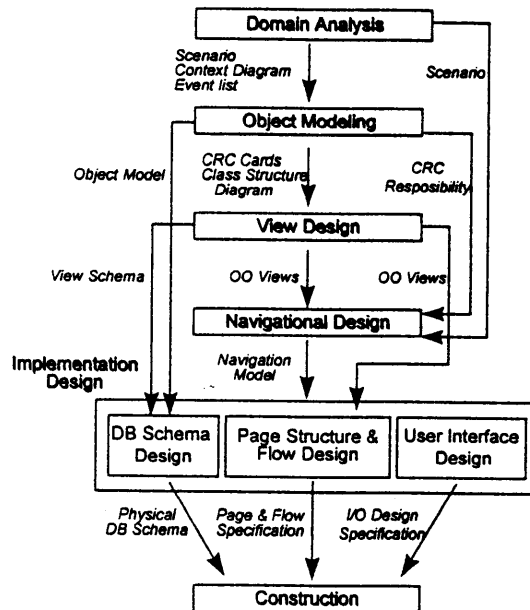 Domain Analysis
Scenario
Context Diagram
Event list
Scenario
Object Modeling
Object Model
CRC Cards
Class Structure
Diagram
CRC
Resposibility
View Design
View Schema
OO Views
OO Views
Navigational Design
Implementation
Design
Navigation
Model
DB Schema
Design
Page Structure &
Flow Design
User Interface
Design
Physical
DB Schema
Page & Flow
Specification
I/O Design
Specification
Construction